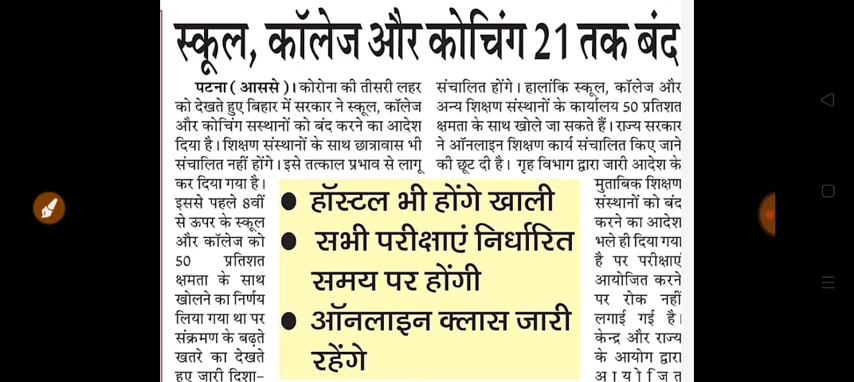 स्कूल, कॉलेज और कोचिंग 21 तक बंद
पटना (आससे)। कोरोना की तीसरी लहर
को देखते हुए बिहार में सरकार ने स्कूल, कॉलेज
और कोचिंग सस्थानों को बंद करने का आदेश
दिया है। शिक्षण संस्थानों के साथ छात्रावास भी
संचालित नहीं होंगे। इसे तत्काल प्रभाव से लागू
कर दिया गया है।
इससे पहले 8वीं
से ऊपर के स्कूल
और कॉलेज को
50 प्रतिशत
क्षमता के साथ
खोलने का निर्णय
लिया गया था पर
संक्रमण के बढ़ते
खतरे का देखते
हुए जारी दिशा-
● हॉस्टल भी होंगे खाली
● सभी परीक्षाएं निर्धारित
समय पर होंगी
● ऑनलाइन क्लास जारी
रहेंगे
संचालित होंगे। हालांकि स्कूल, कॉलेज और
अन्य शिक्षण संस्थानों के कार्यालय 50 प्रतिशत
क्षमता के साथ खोले जा सकते हैं। राज्य सरकार
ने ऑनलाइन शिक्षण कार्य संचालित किए जाने
की छूट दी है। गृह विभाग द्वारा जारी आदेश के
मुताबिक शिक्षण
संस्थानों को बंद
करने का आदेश
भले ही दिया गया
है पर परीक्षाएं
आयोजित करने
पर रोक नहीं
लगाई गई है।
केन्द्र और राज्य
के आयोग द्वारा
आयोजित